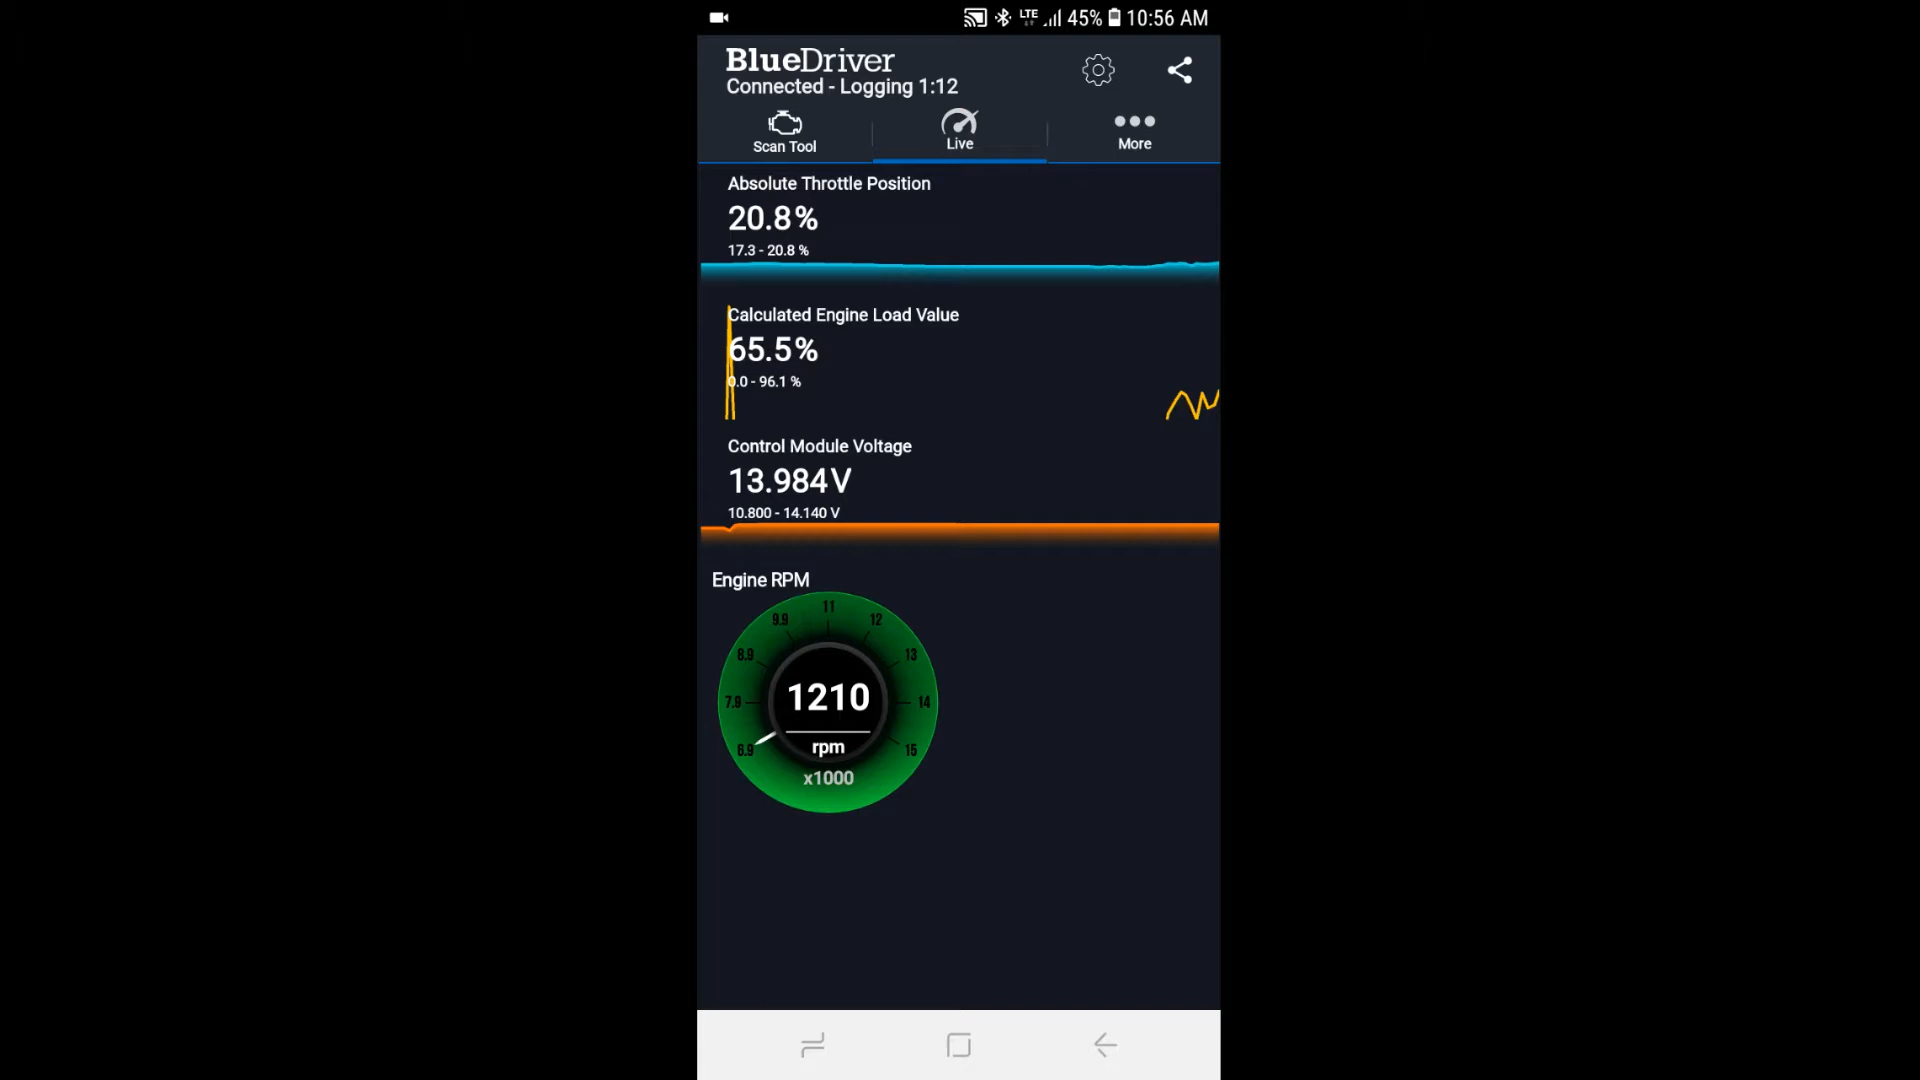 LTE 45% 10:56 AM
BlueDriver
Connected - Logging 1:12
Scan Tool
Live
More
Absolute Throttle Position
20.8%
17.3 - 20.8 %
Calculated Engine Load Value
65.5%
0.0 - 96.1 %
Control Module Voltage
13.984V
10.800 - 14.140 V
Engine RPM
11
9.9 12
8.9 13
7.9 14
6.9 15
1210
rpm
x1000